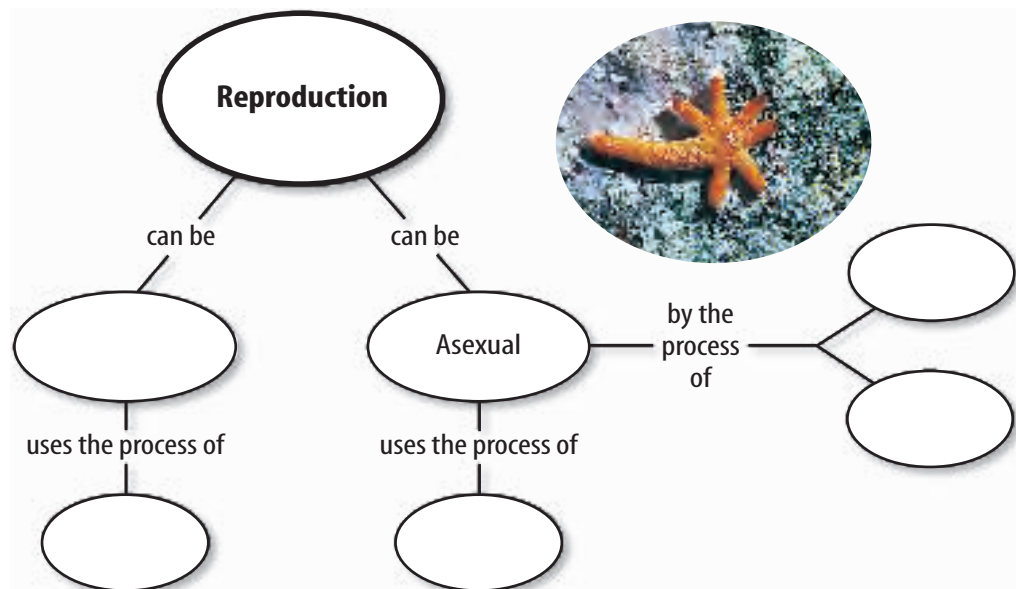 Reproduction
can be
can be
Asexual
by the
process
of
uses the process of
uses the process of